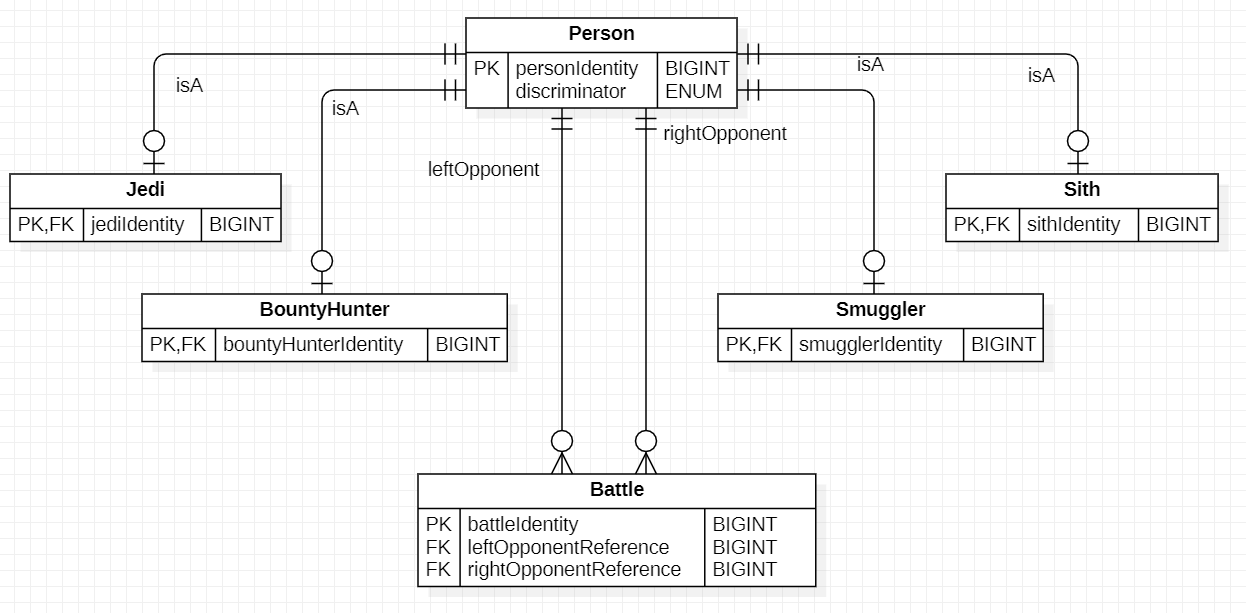 Person
PK personIdentity BIGINT
discriminator ENUM
isA
isA
isA
isA
leftOpponent
rightOpponent
Jedi
PK,FK jediIdentity BIGINT
Sith
PK,FK sithIdentity BIGINT
BountyHunter
PK,FK bountyHunterIdentity BIGINT
Smuggler
PK,FK smugglerIdentity BIGINT
Battle
PK battleIdentity BIGINT
FK leftOpponentReference BIGINT
FK rightOpponentReference BIGINT